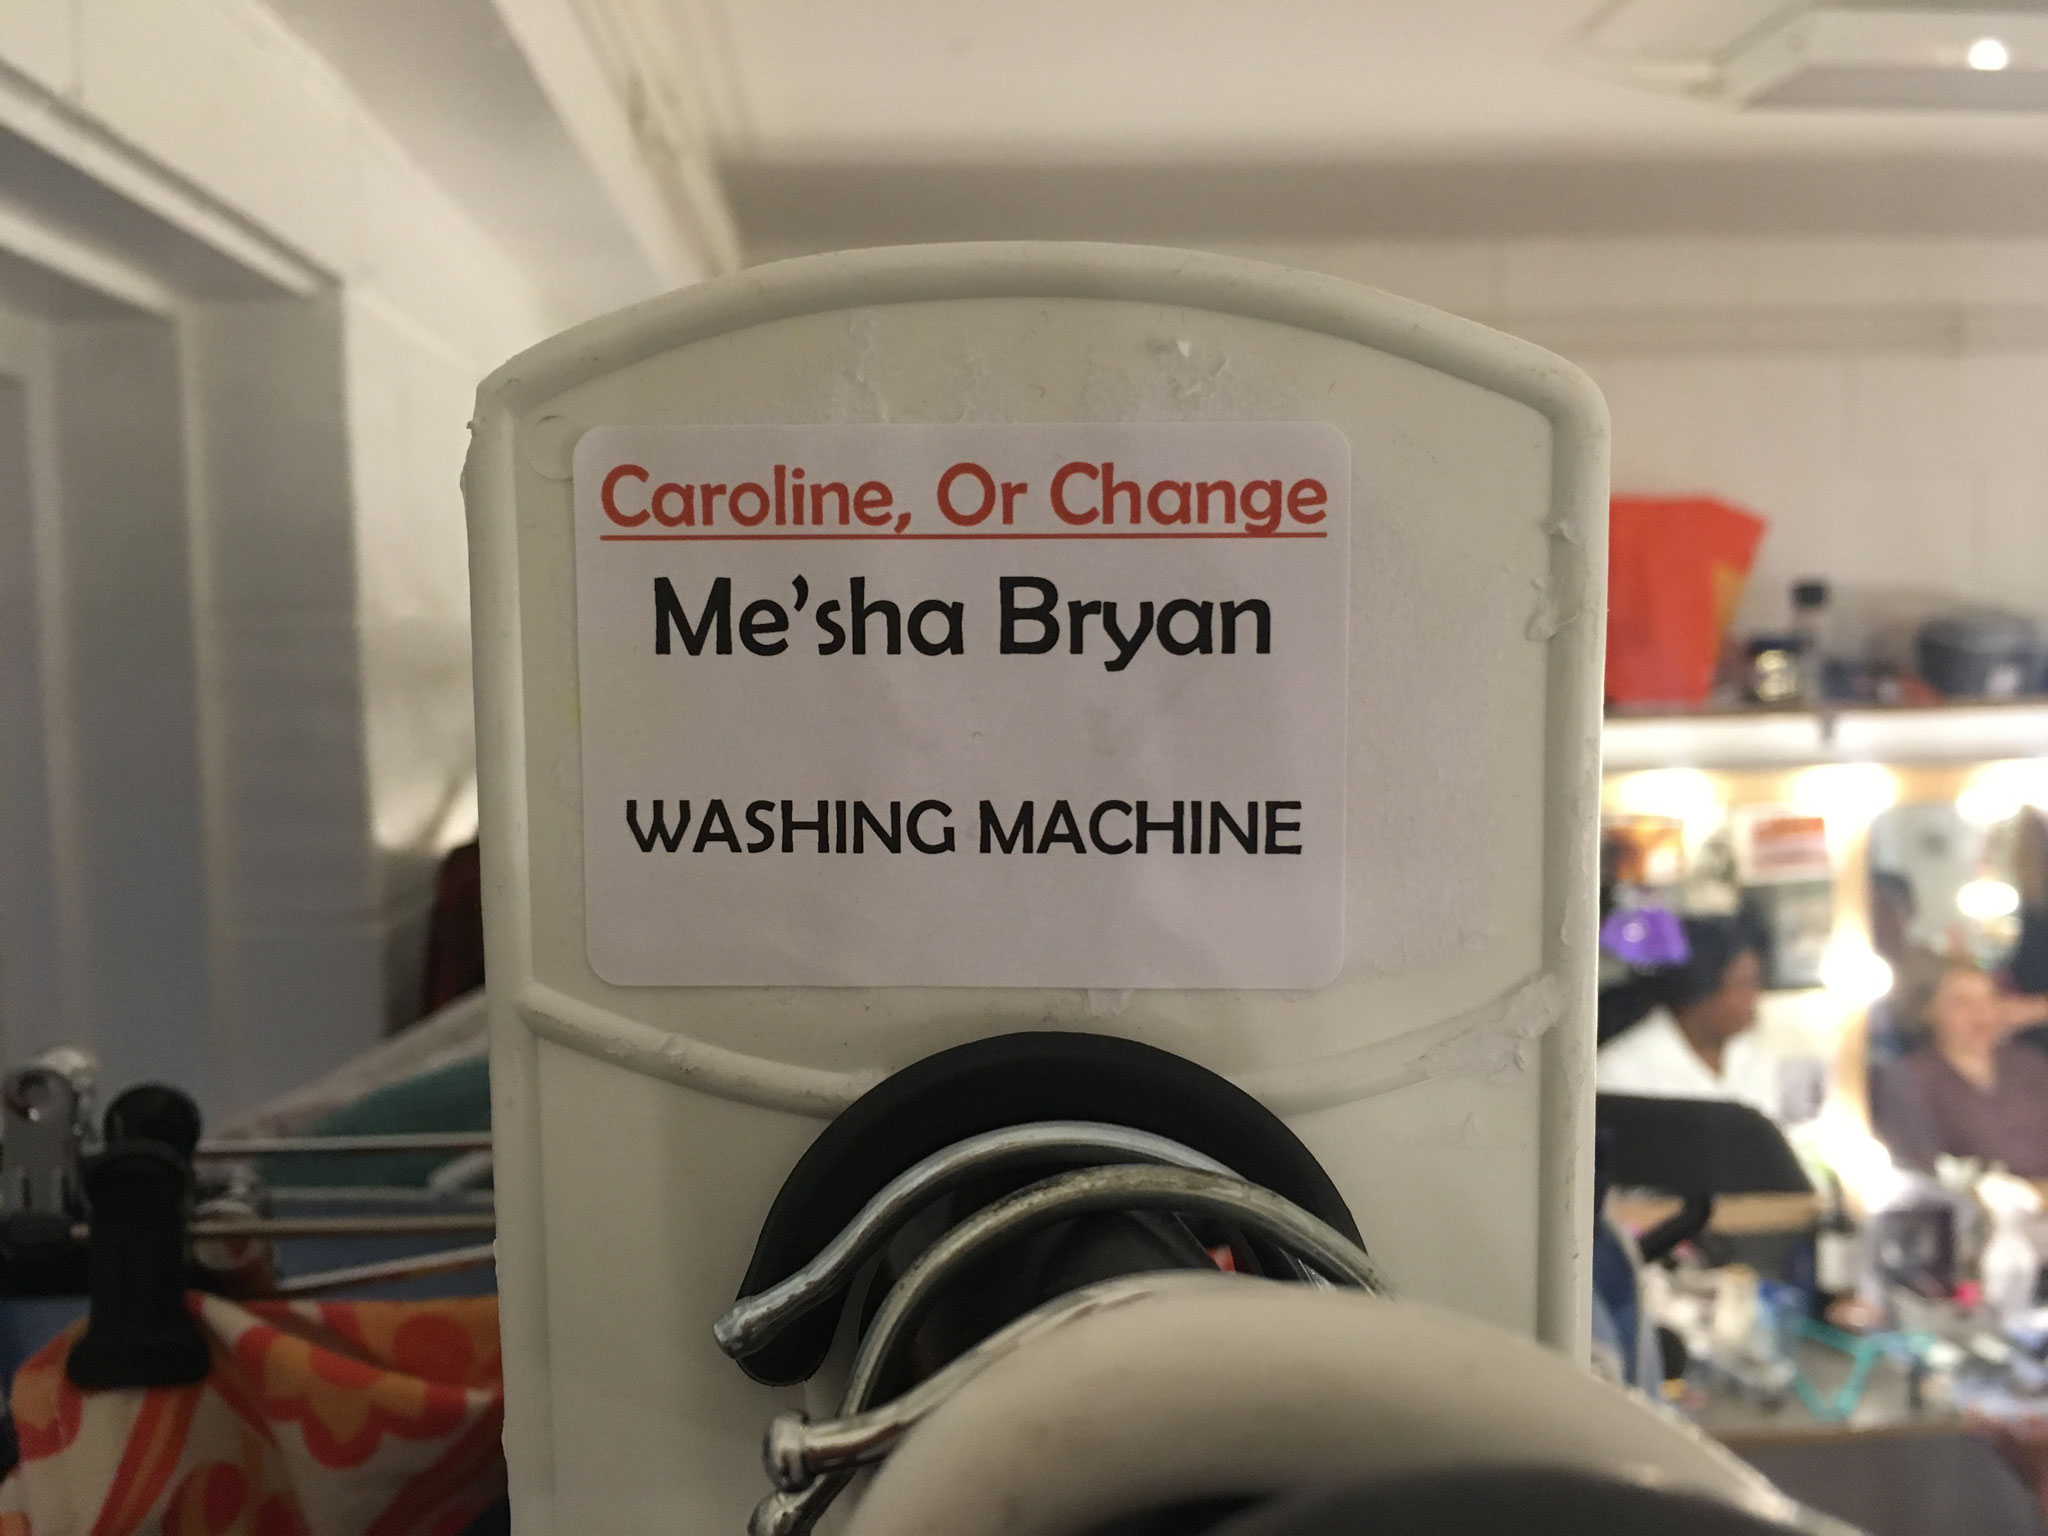 Caroline, Or Change
Me’sha Bryan
WASHING MACHINE